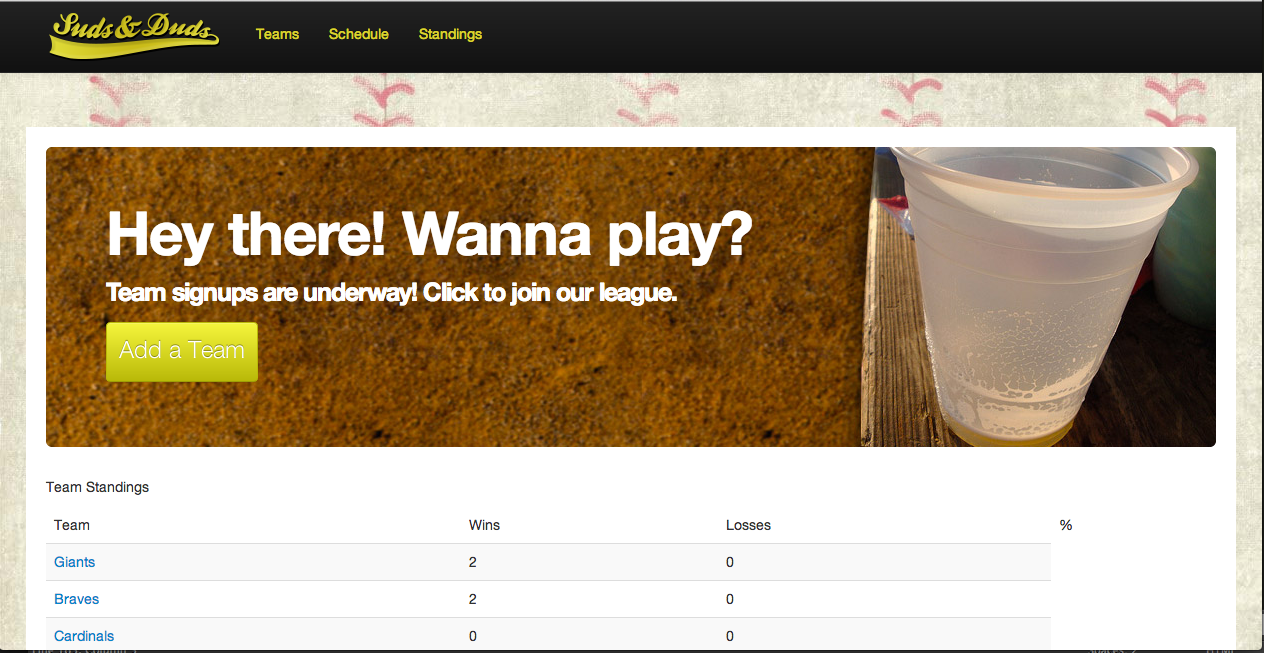 Suds & Duds
Teams Schedule Standings
Hey there! Wanna play?
Team signups are underway! Click to join our league.
Add a Team
Team Standings
Team Wins Losses %
Giants 2 0
Braves 2 0
Cardinals 0 0